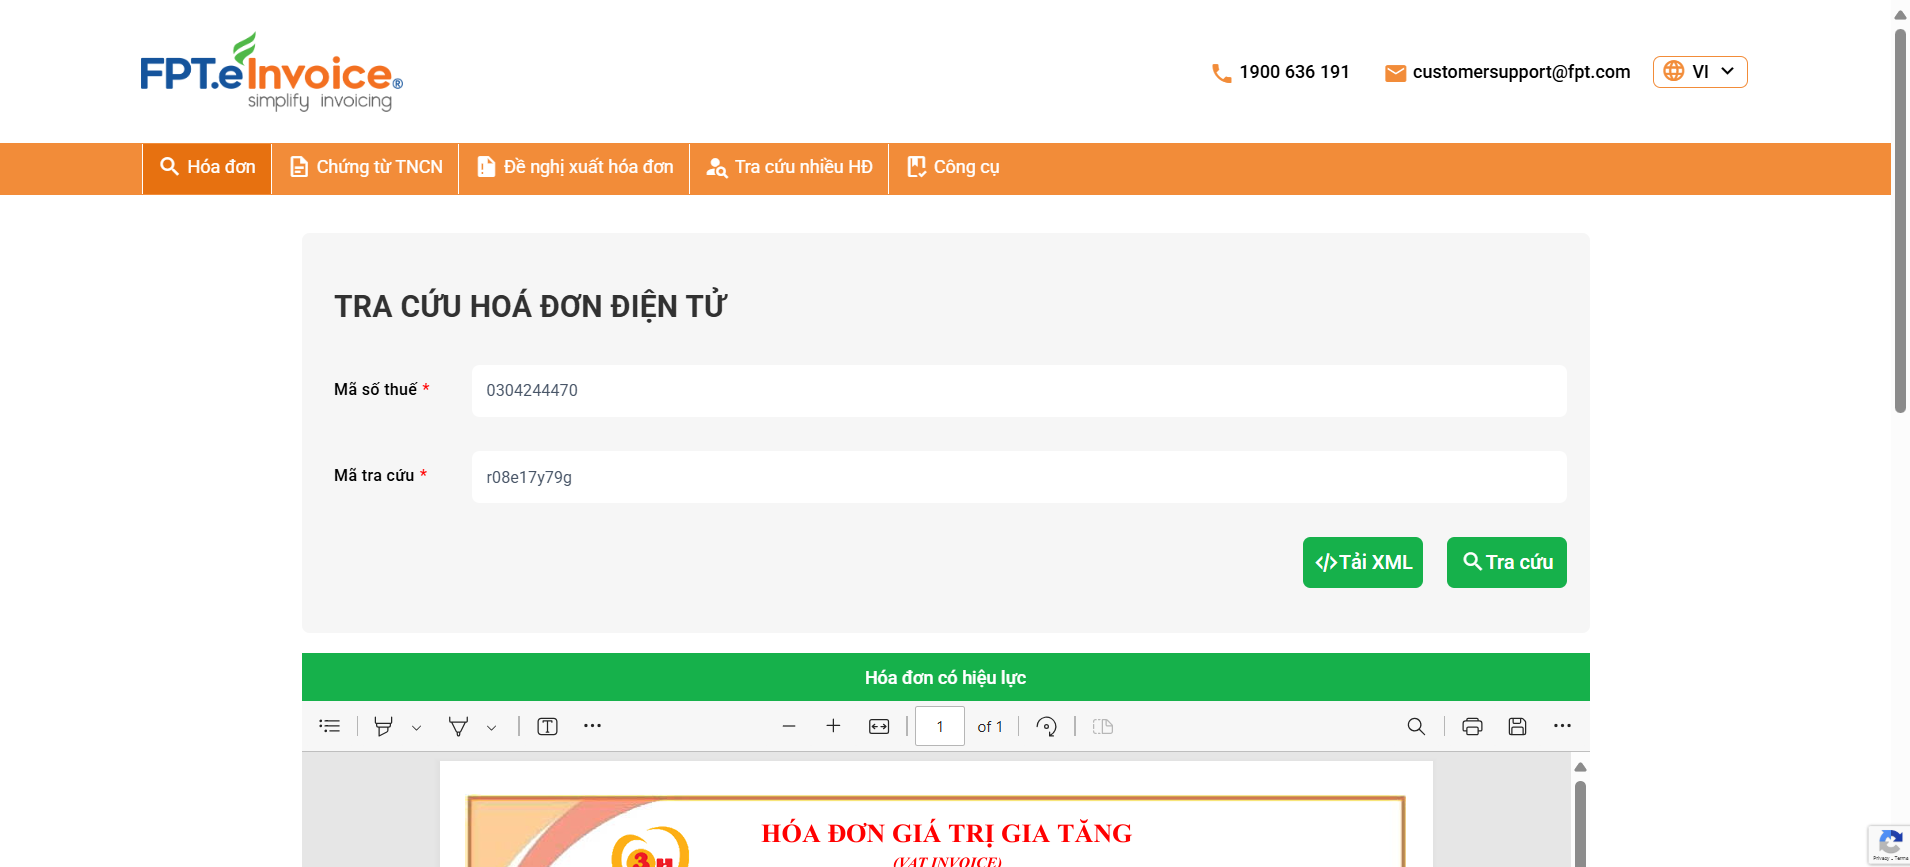 FPT.eInvoice®
simplify invoicing
1900 636 191
customersupport@fpt.com
VI
Hóa đơn
Chứng từ TNCN
Đề nghị xuất hóa đơn
Tra cứu nhiều HĐ
Công cụ
TRA CỨU HOÁ ĐƠN ĐIỆN TỬ
Mã số thuế *
0304244470
Mã tra cứu *
r08e17y79g
</>Tải XML
Tra cứu
Hóa đơn có hiệu lực
1 of 1
HÓA ĐƠN GIÁ TRỊ GIA TĂNG
(VAT INVOICE)
3H
Privacy - Terms